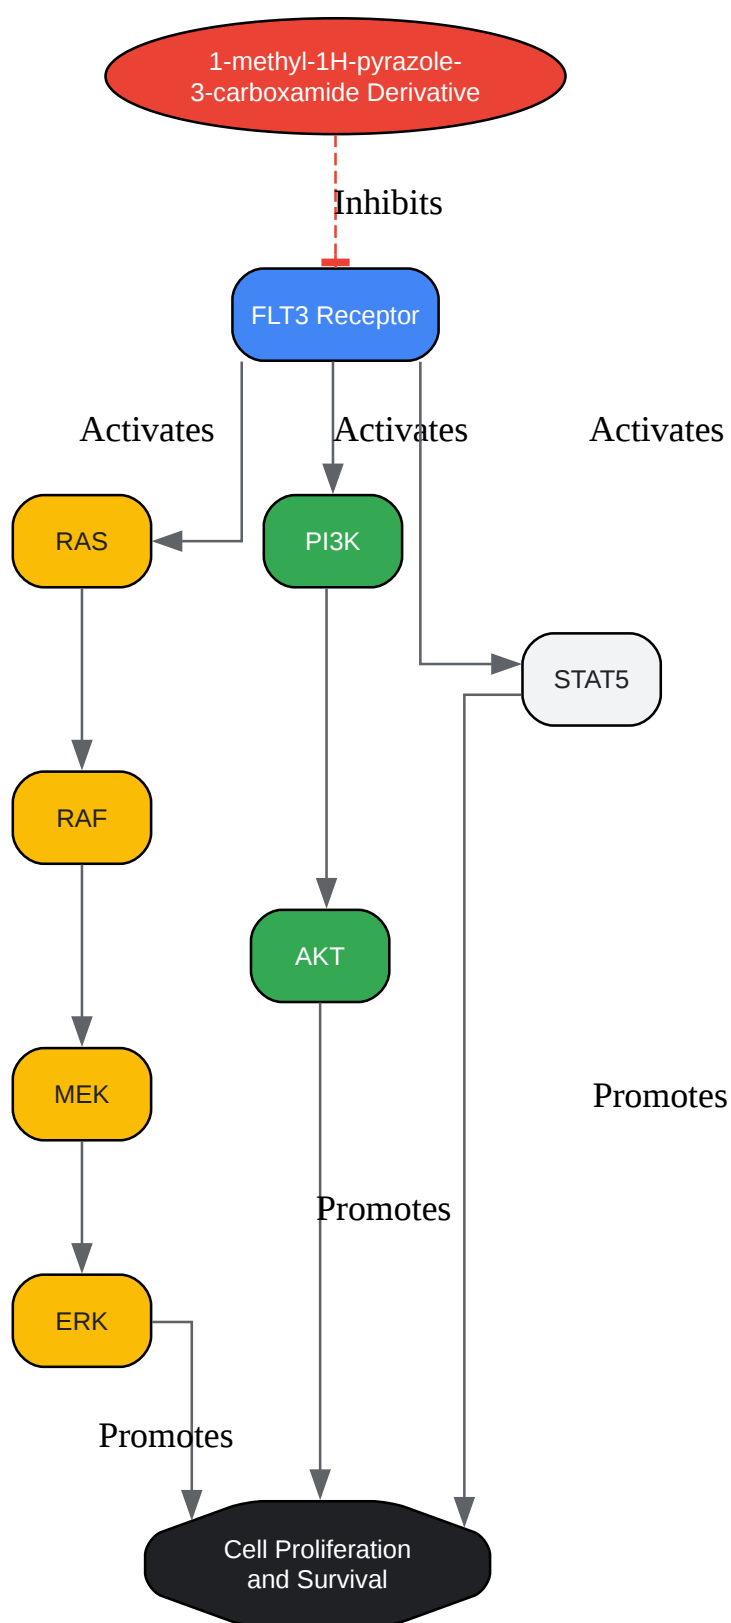 1-methyl-1H-pyrazole-
3-carboxamide Derivative
Inhibits
FLT3 Receptor
Activates
Activates
Activates
RAS
PI3K
STAT5
RAF
AKT
MEK
Promotes
Promotes
ERK
Promotes
Cell Proliferation
and Survival